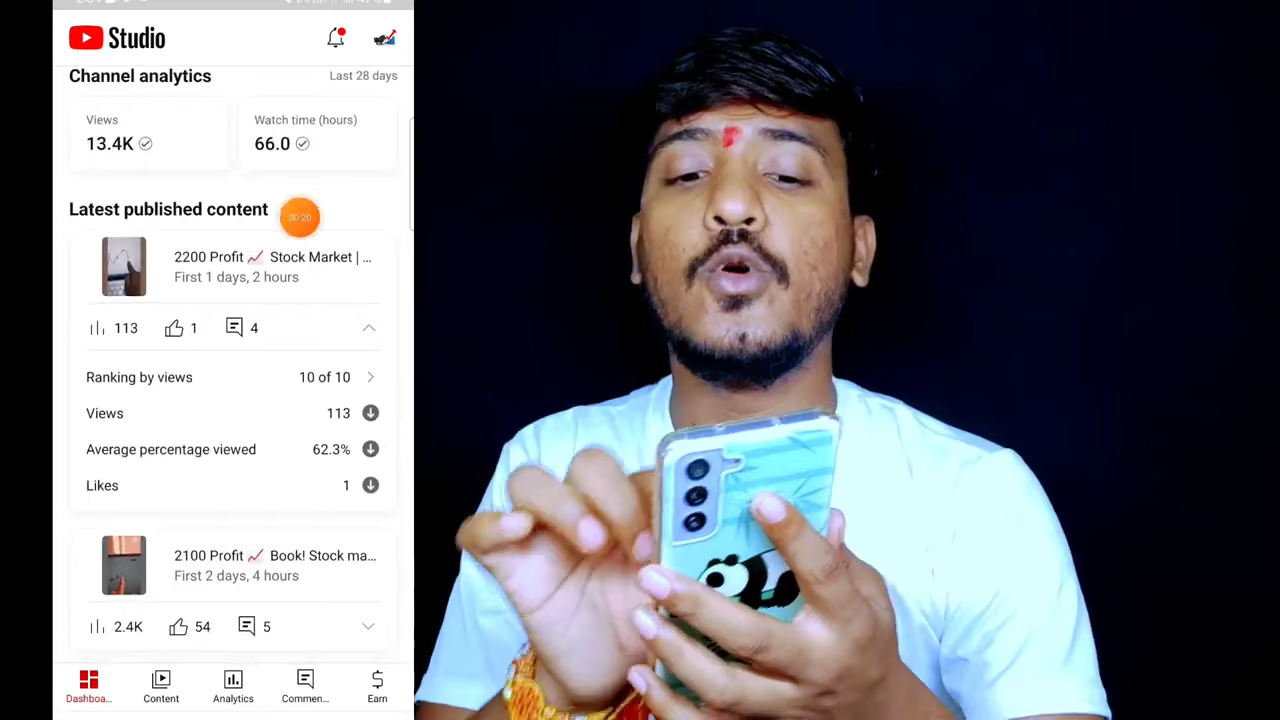 Studio
Channel analytics
Last 28 days
Views
Watch time (hours)
13.4K
66.0
Latest published content
00:20
2200 Profit 📈 Stock Market | ...
First 1 days, 2 hours
113
1
4
Ranking by views
10 of 10
Views
113
Average percentage viewed
62.3%
Likes
1
2100 Profit 📈 Book! Stock ma...
First 2 days, 4 hours
2.4K
54
5
Dashboa...
Content
Analytics
Commen...
Earn